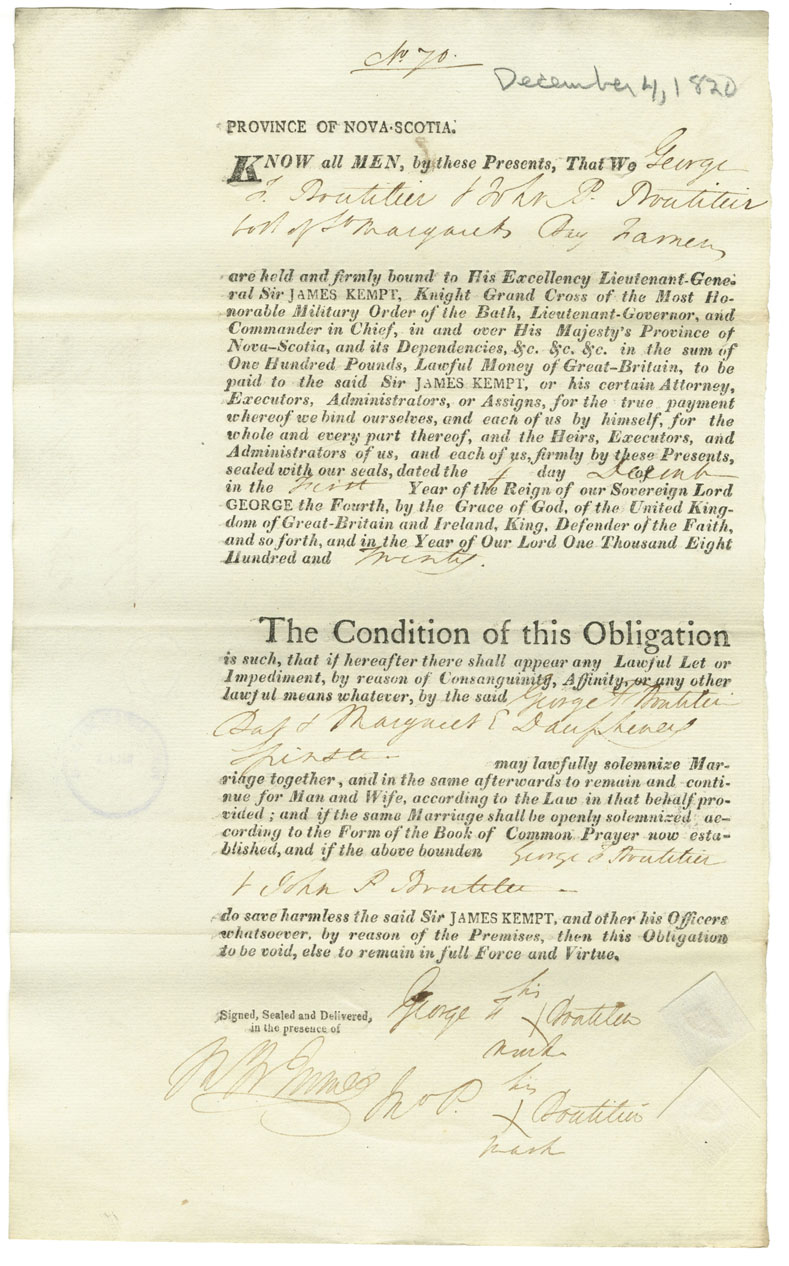 No 70.
December 4, 1820
PROVINCE OF NOVA-SCOTIA.
KNOW all MEN, by these Presents, That We George
F. Boutilier & John P. Boutilier
both of St Margarets Bay Farmers
are held and firmly bound to His Excellency Lieutenant-Gene-
ral Sir JAMES KEMPT, Knight Grand Cross of the Most Ho-
norable Military Order of the Bath, Lieutenant-Governor, and
Commander in Chief, in and over His Majesty's Province of
Nova-Scotia, and its Dependencies, &c. &c. &c. in the sum of
One Hundred Pounds, Lawful Money of Great-Britain, to be
paid to the said Sir JAMES KEMPT, or his certain Attorney,
Executors, Administrators, or Assigns, for the true payment
whereof we bind ourselves, and each of us by himself, for the
whole and every part thereof, and the Heirs, Executors, and
Administrators of us, and each of us, firmly by these Presents,
sealed with our seals, dated the day of
in the First Year of the Reign of our Sovereign Lord
GEORGE the Fourth, by the Grace of God, of the United King-
dom of Great-Britain and Ireland, King, Defender of the Faith,
and so forth, and in the Year of Our Lord One Thousand Eight
Hundred and Twenty.
The Condition of this Obligation
is such, that if hereafter there shall appear any Lawful Let or
Impediment, by reason of Consanguinity, Affinity, or any other
lawful means whatever, by the said George F Boutilier
& Margaret E Dauphney
Spinster may lawfully solemnize Mar-
riage together, and in the same afterwards to remain and conti-
nue for Man and Wife, according to the Law in that behalf pro-
vided; and if the same Marriage shall be openly solemnized ac-
cording to the Form of the Book of Common Prayer now esta-
blished, and if the above bounden George F Boutilier
& John P Boutilier
do save harmless the said Sir JAMES KEMPT, and other his Officers
whatsoever, by reason of the Premises, then this Obligation
to be void, else to remain in full Force and Virtue.
his
Signed, Sealed and Delivered, George F Boutilier
in the presence of
mark
his
Jno P. Boutilier
mark